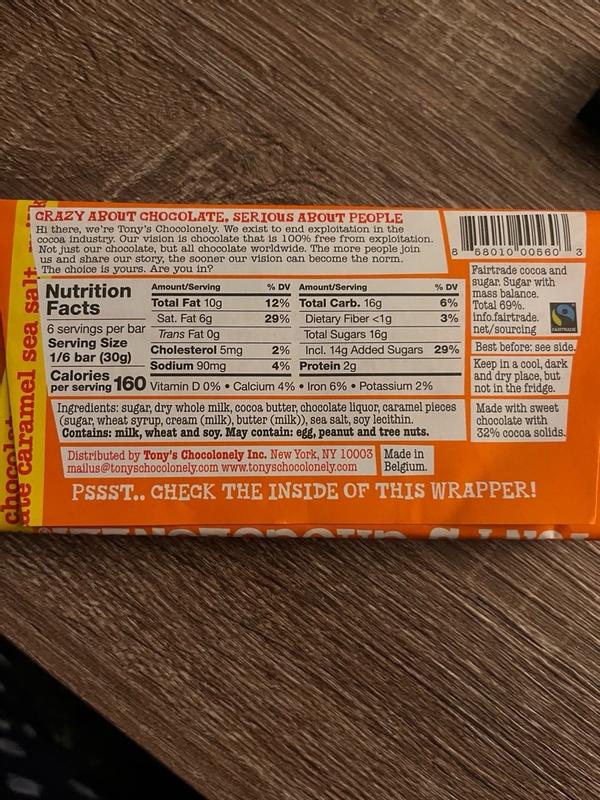 CRAZY ABOUT CHOCOLATE, SERIOUS ABOUT PEOPLE
Hi there, we're Tony's Chocolonely. We exist to end exploitation in the
cocoa industry. Our vision is chocolate that is 100% free from exploitation.
Not just our chocolate, but all chocolate worldwide. The more people join
us and share our story, the sooner our vision can become the norm.
The choice is yours. Are you in?
Nutrition
Facts
6 servings per bar
Serving Size
1/6 bar (30g)
Calories
per serving 160
Amount/Serving % DV
Total Fat 10g 12%
Sat. Fat 6g 29%
Trans Fat 0g
Cholesterol 5mg 2%
Sodium 90mg 4%
Amount/Serving % DV
Total Carb. 16g 6%
Dietary Fiber <1g 3%
Total Sugars 16g
Incl. 14g Added Sugars 29%
Protein 2g
Vitamin D 0% • Calcium 4% • Iron 6% • Potassium 2%
Ingredients: sugar, dry whole milk, cocoa butter, chocolate liquor, caramel pieces
(sugar, wheat syrup, cream (milk), butter (milk)), sea salt, soy lecithin.
Contains: milk, wheat and soy. May contain: egg, peanut and tree nuts.
Distributed by Tony's Chocolonely Inc. New York, NY 10003
mailus@tonyschocolonely.com www.tonyschocolonely.com
Made in
Belgium.
PSSST.. CHECK THE INSIDE OF THIS WRAPPER!
8 58010 00560 3
Fairtrade cocoa and
sugar. Sugar with
mass balance.
Total 69%.
info.fairtrade.
net/sourcing
FAIRTRADE
Best before: see side.
Keep in a cool, dark
and dry place, but
not in the fridge.
Made with sweet
chocolate with
32% cocoa solids.
caramel sea salt